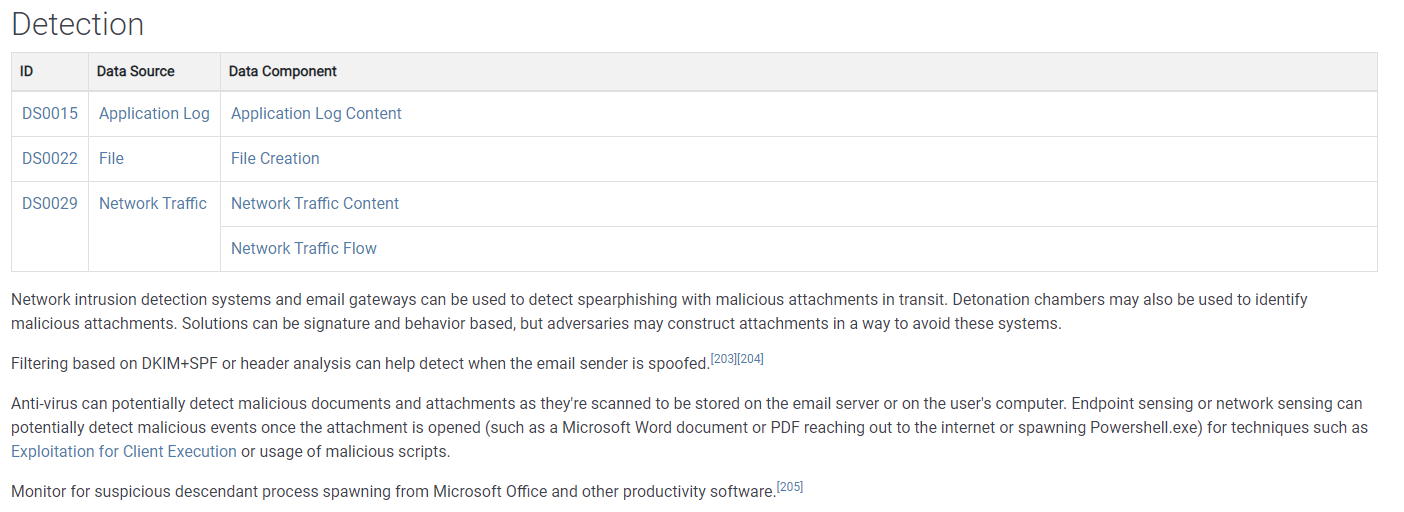 Detection
ID Data Source Data Component
DS0015 Application Log Application Log Content
DS0022 File File Creation
DS0029 Network Traffic Network Traffic Content
Network Traffic Flow
Network intrusion detection systems and email gateways can be used to detect spearphishing with malicious attachments in transit. Detonation chambers may also be used to identify
malicious attachments. Solutions can be signature and behavior based, but adversaries may construct attachments in a way to avoid these systems.
Filtering based on DKIM+SPF or header analysis can help detect when the email sender is spoofed.[203][204]
Anti-virus can potentially detect malicious documents and attachments as they're scanned to be stored on the email server or on the user's computer. Endpoint sensing or network sensing can
potentially detect malicious events once the attachment is opened (such as a Microsoft Word document or PDF reaching out to the internet or spawning Powershell.exe) for techniques such as
Exploitation for Client Execution or usage of malicious scripts.
Monitor for suspicious descendant process spawning from Microsoft Office and other productivity software.[205]